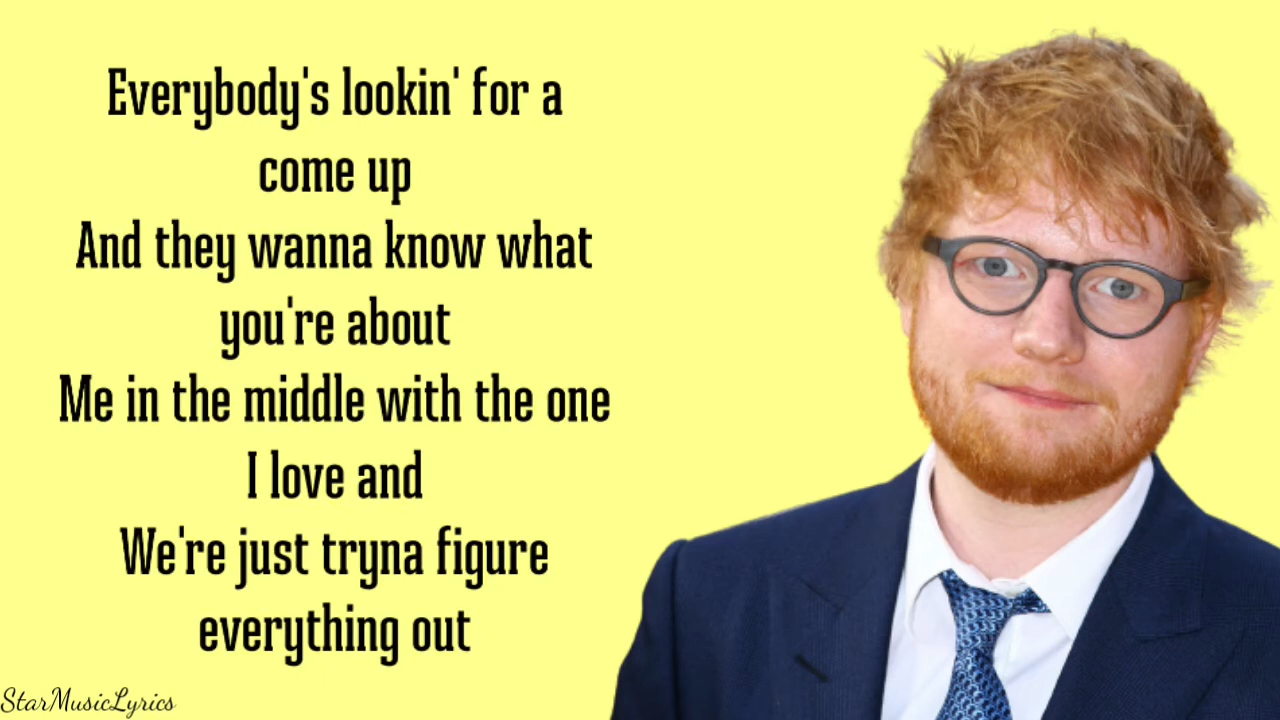 Everybody's lookin' for a
come up
And they wanna know what
you're about
Me in the middle with the one
I love and
We're just tryna figure
everything out
StarMusicLyrics